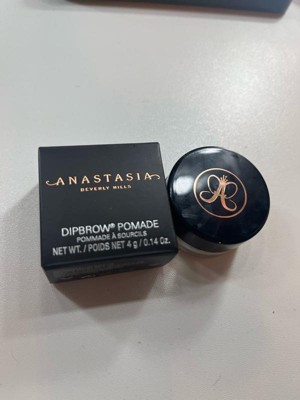 ANASTASIA
BEVERLY HILLS
DIPBROW® POMADE
POMMADE À SOURCILS
NET WT. / POIDS NET 4 g / 0.14 Oz.
A